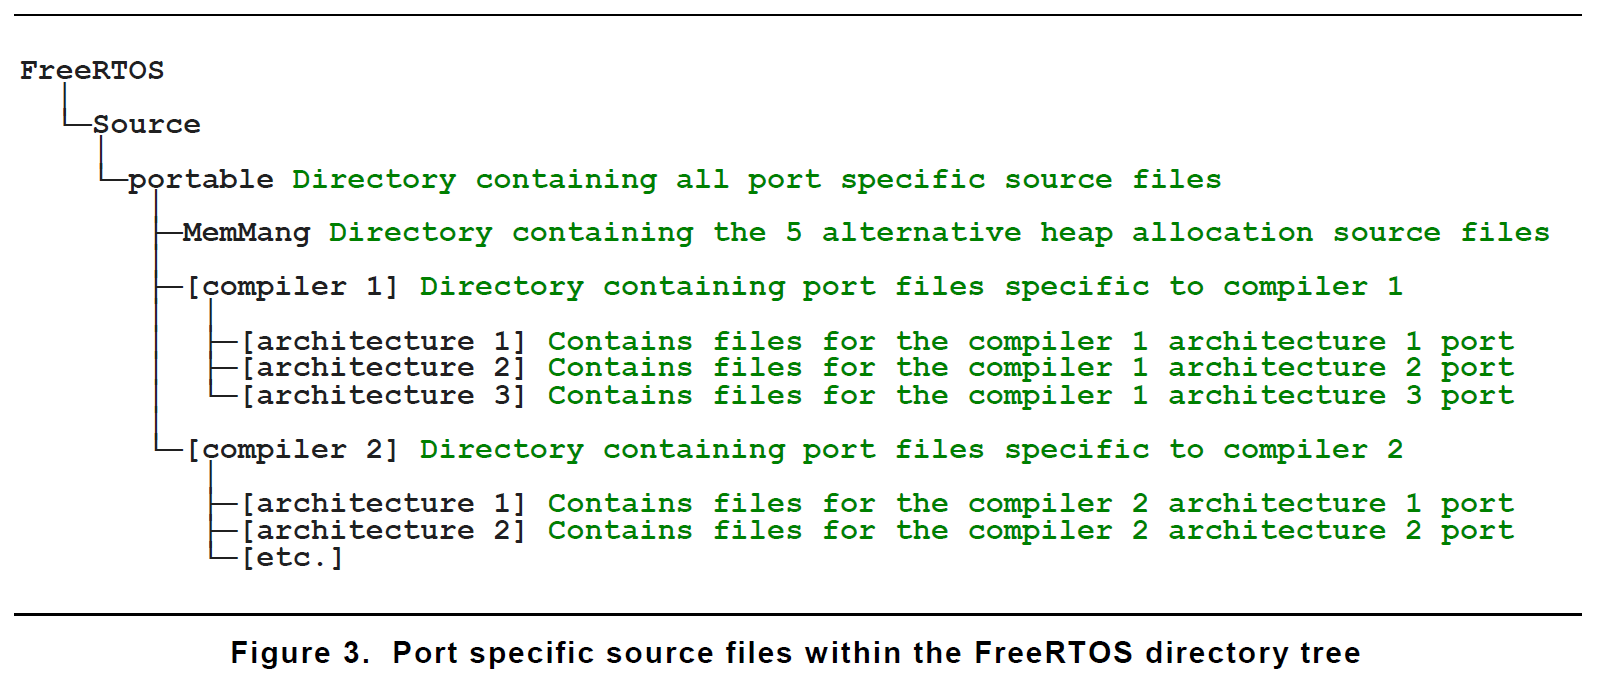 FreeRTOS
Source
portable Directory containing all port specific source files
MemMang Directory containing the 5 alternative heap allocation source files
[compiler 1] Directory containing port files specific to compiler 1
[architecture 1] Contains files for the compiler 1 architecture 1 port
[architecture 2] Contains files for the compiler 1 architecture 2 port
[architecture 3] Contains files for the compiler 1 architecture 3 port
[compiler 2] Directory containing port files specific to compiler 2
[architecture 1] Contains files for the compiler 2 architecture 1 port
[architecture 2] Contains files for the compiler 2 architecture 2 port
[etc.]
Figure 3. Port specific source files within the FreeRTOS directory tree